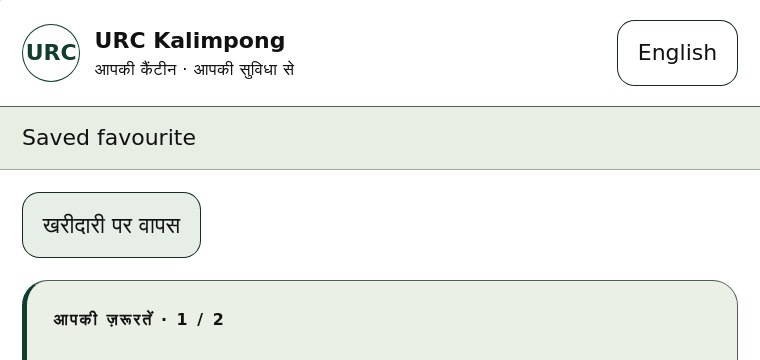 URC
URC Kalimpong
आपकी कैंटीन · आपकी सुविधा से
English
Saved favourite
खरीदारी पर वापस
आपकी ज़रूरतें · 1 / 2